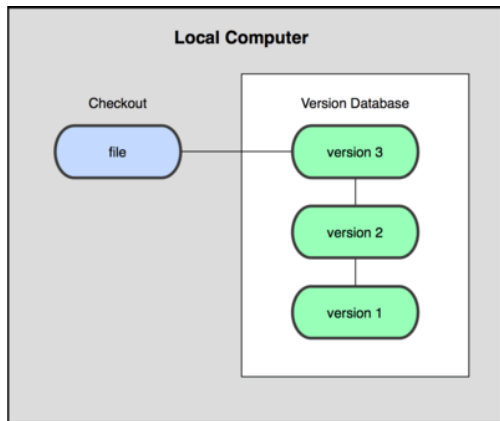 Local Computer
Checkout
Version Database
file
version 3
version 2
version 1